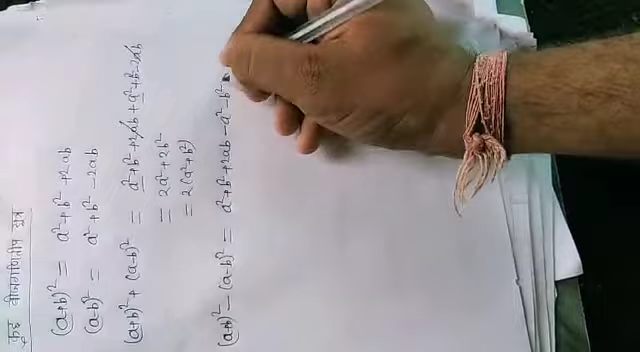 कुछ बीजगणितीय सूत्र
(a+b)² = a²+b²+2ab
(a-b)² = a²+b²-2ab
(a+b)²+(a-b)² = a²+b²+2ab+a²+b²-2ab
= 2a²+2b²
= 2(a²+b²)
(a+b)²-(a-b)² = a²+b²+2ab-a²-b²